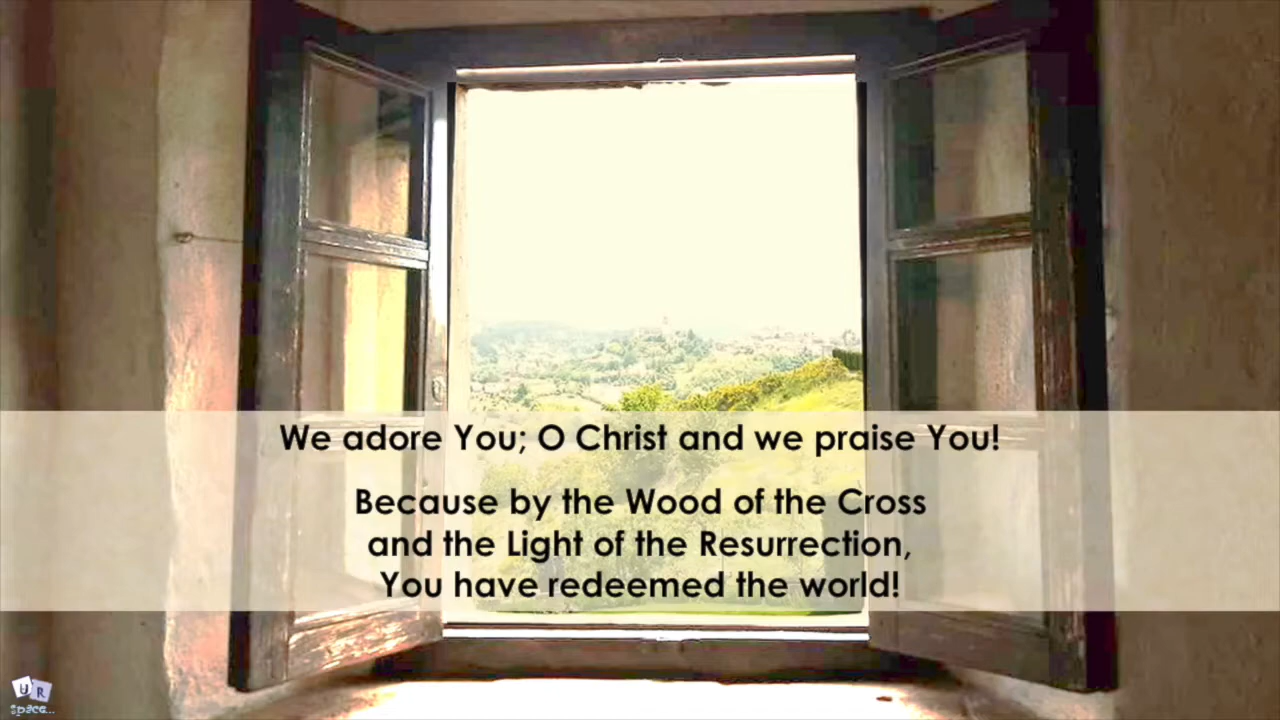 We adore You; O Christ and we praise You!
Because by the Wood of the Cross
and the Light of the Resurrection,
You have redeemed the world!
U R
space...